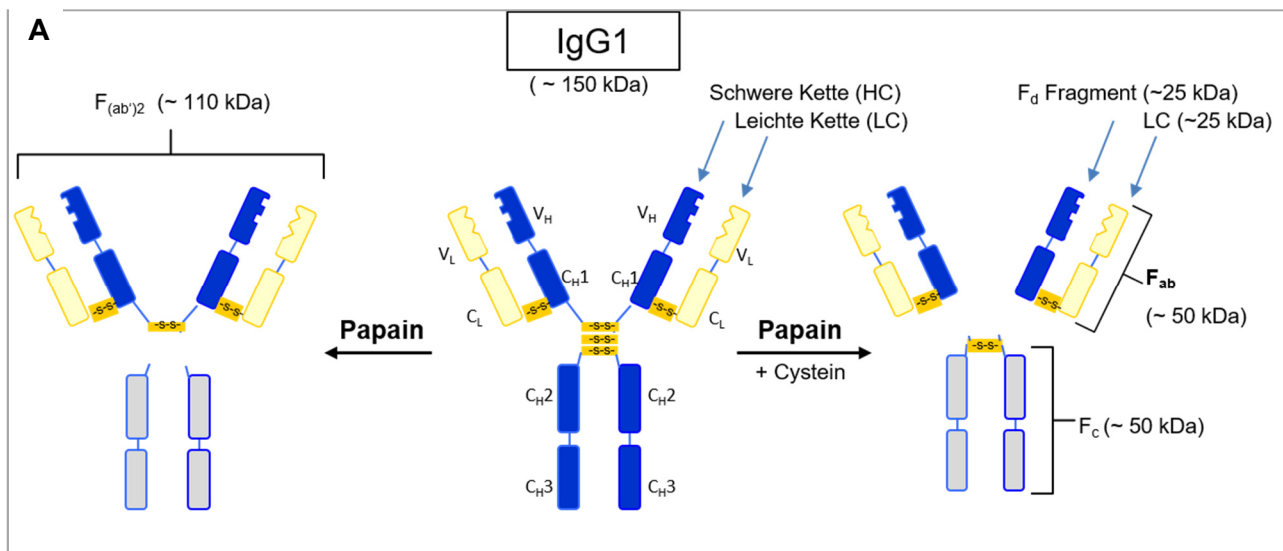 A
IgG1
( ~ 150 kDa)
F(ab')2 (~ 110 kDa)
Schwere Kette (HC)
Leichte Kette (LC)
Fd Fragment (~25 kDa)
LC (~25 kDa)
VH
VH
VL
VL
CH1
CH1
CL
CL
-S-S-
-S-S-
-S-S-
-S-S-
-S-S-
-S-S-
-S-S-
-S-S-
-S-S-
-S-S-
-S-S-
Papain
Papain
+ Cystein
Fab
(~ 50 kDa)
CH2
CH2
CH3
CH3
Fc (~ 50 kDa)